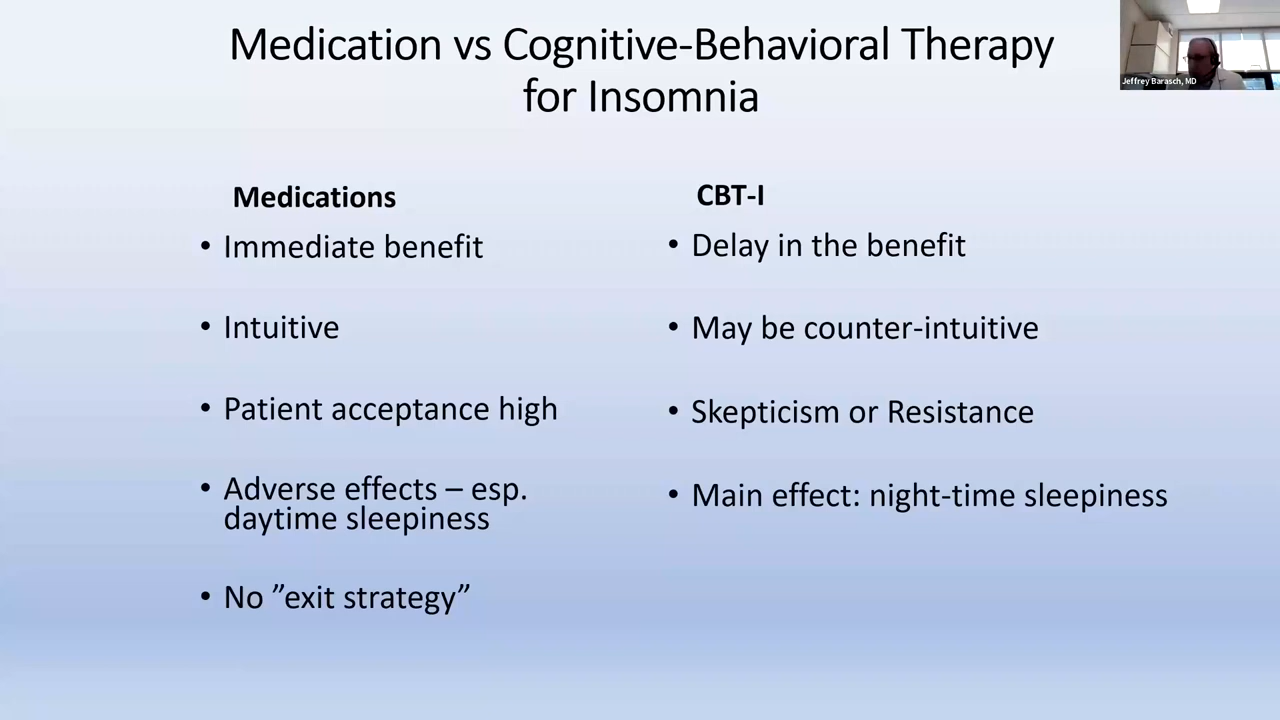 Medication vs Cognitive-Behavioral Therapy
for Insomnia
Jeffrey Barasch, MD
Medications
• Immediate benefit
• Intuitive
• Patient acceptance high
• Adverse effects – esp.
daytime sleepiness
• No ”exit strategy”
CBT-I
• Delay in the benefit
• May be counter-intuitive
• Skepticism or Resistance
• Main effect: night-time sleepiness